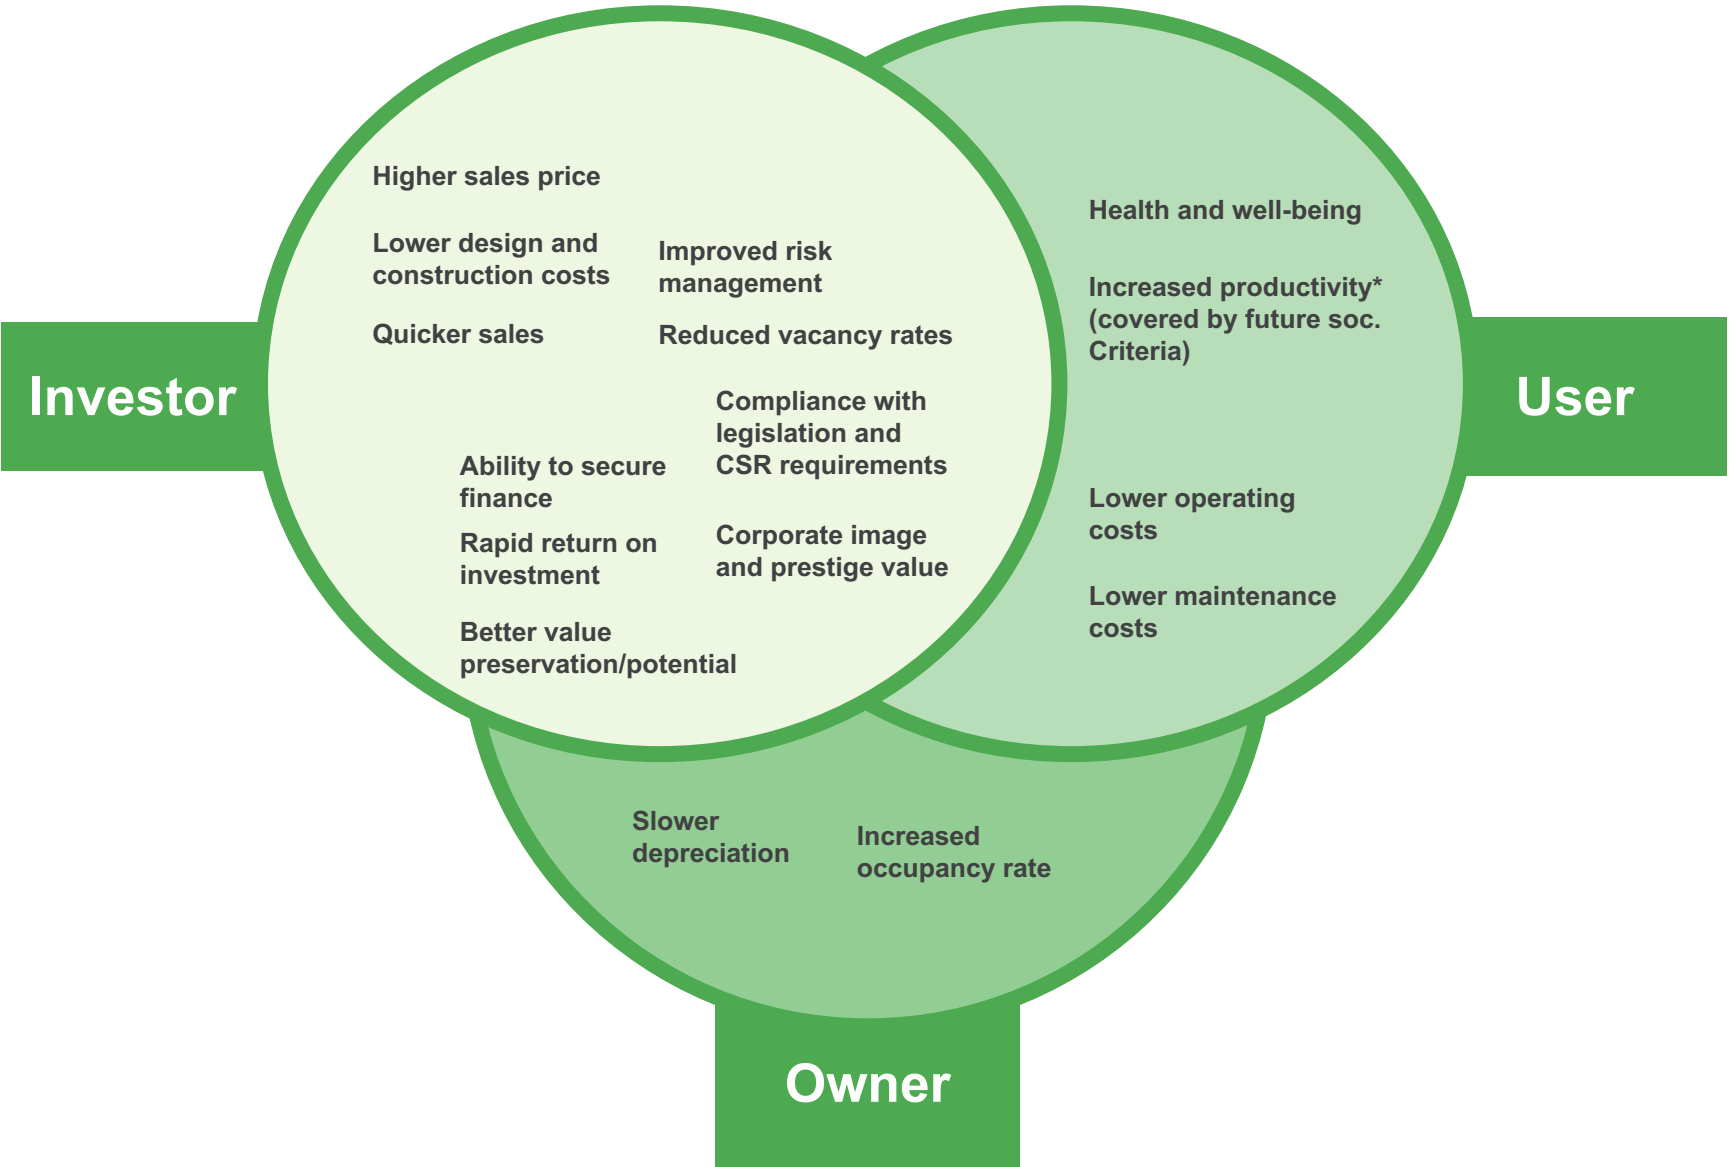 Higher sales price
Lower design and
construction costs
Quicker sales
Improved risk
management
Reduced vacancy rates
Compliance with
legislation and
CSR requirements
Ability to secure
finance
Rapid return on
investment
Better value
preservation/potential
Corporate image
and prestige value
Health and well-being
Increased productivity*
(covered by future soc.
Criteria)
Lower operating
costs
Lower maintenance
costs
Investor
User
Slower
depreciation
Increased
occupancy rate
Owner